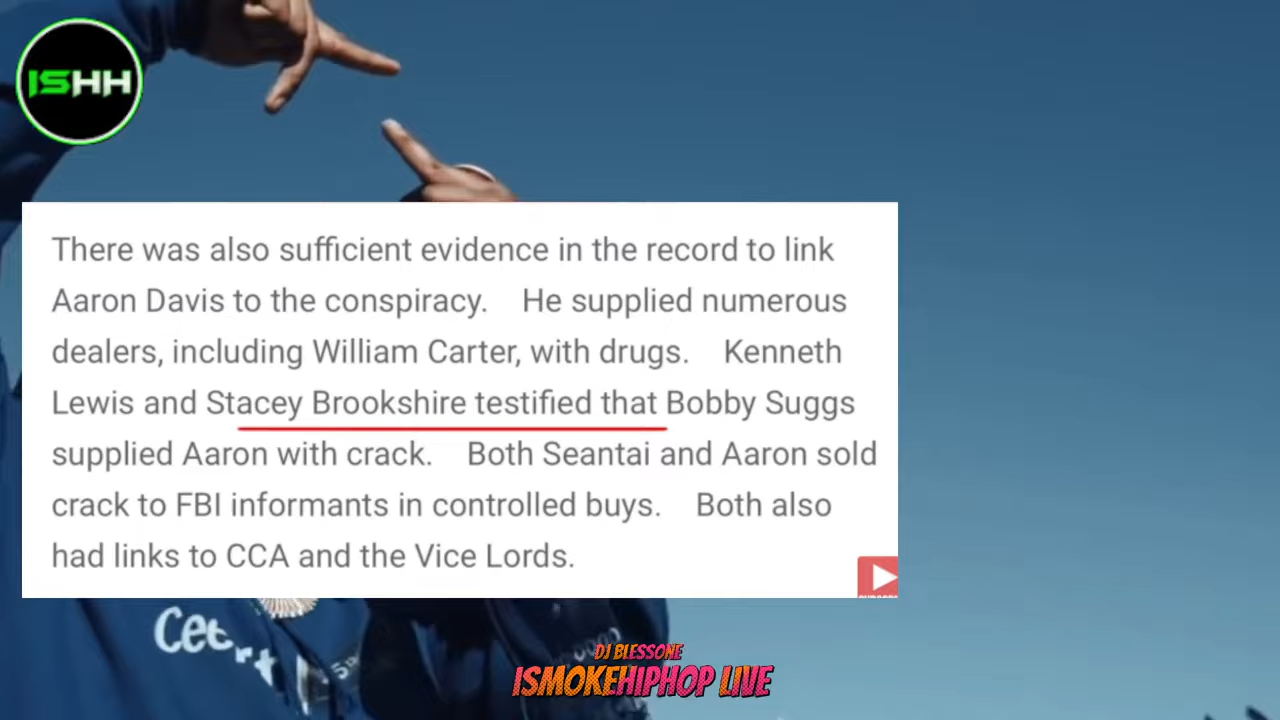 ISHH
There was also sufficient evidence in the record to link
Aaron Davis to the conspiracy. He supplied numerous
dealers, including William Carter, with drugs. Kenneth
Lewis and Stacey Brookshire testified that Bobby Suggs
supplied Aaron with crack. Both Seantai and Aaron sold
crack to FBI informants in controlled buys. Both also
had links to CCA and the Vice Lords.
DJ BLESSONE
ISMOKEHIPHOP LIVE